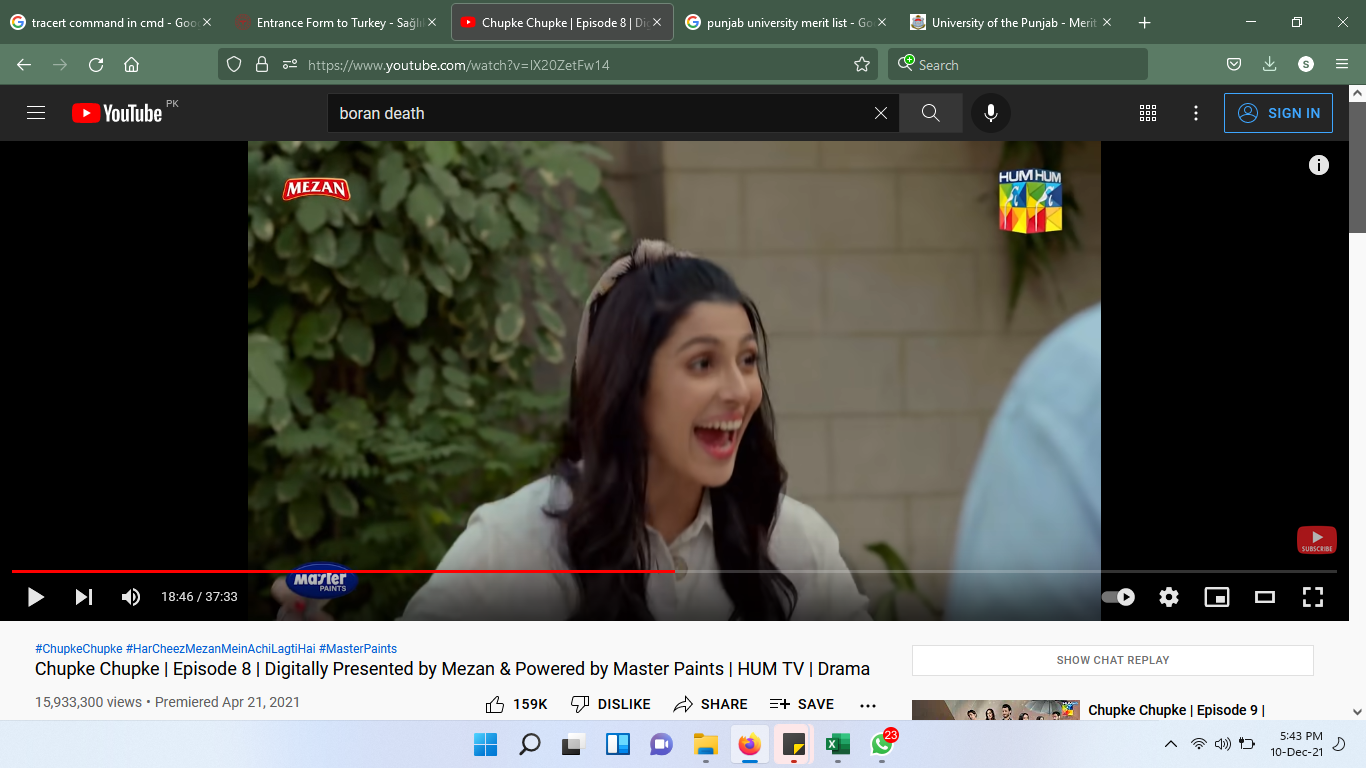 tracert command in cmd - Goo
Entrance Form to Turkey - Sağlı
Chupke Chupke | Episode 8 | Di
punjab university merit list - Go
University of the Punjab - Merit
https://www.youtube.com/watch?v=IX20ZetFw14
Search
S
YouTube PK
boran death
SIGN IN
MEZAN
HUM HUM
SUBSCRIBE
Master
PAINTS
18:46 / 37:33
#ChupkeChupke #HarCheezMezanMeinAchiLagtiHai #MasterPaints
Chupke Chupke | Episode 8 | Digitally Presented by Mezan & Powered by Master Paints | HUM TV | Drama
15,933,300 views • Premiered Apr 21, 2021
159K
DISLIKE
SHARE
SAVE
SHOW CHAT REPLAY
Chupke Chupke | Episode 9 |
23
5:43 PM
10-Dec-21